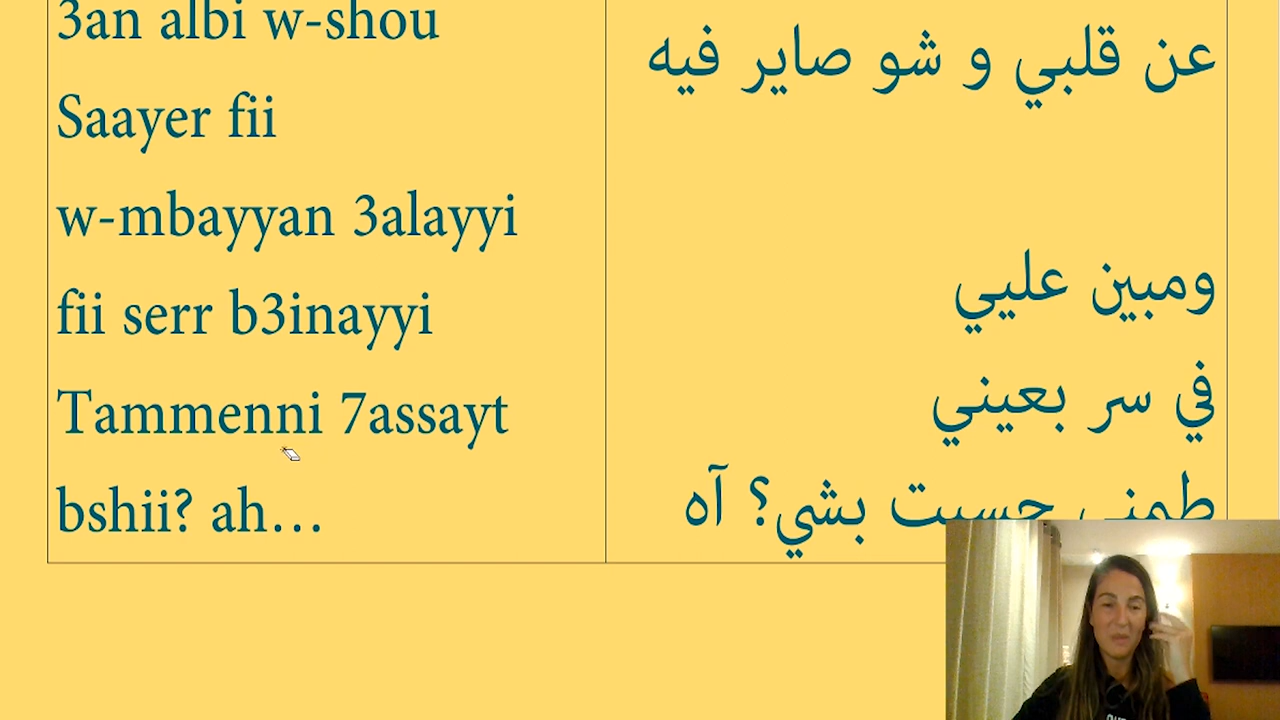 3an albi w-shou
Saayer fii
w-mbayyan 3alayyi
fii serr b3inayyi
Tammenni 7assayt
bshii? ah…
عن قلبي و شو صاير فيه
ومبين عليي
في سر بعيني
طمني حسيت بشي؟ آه